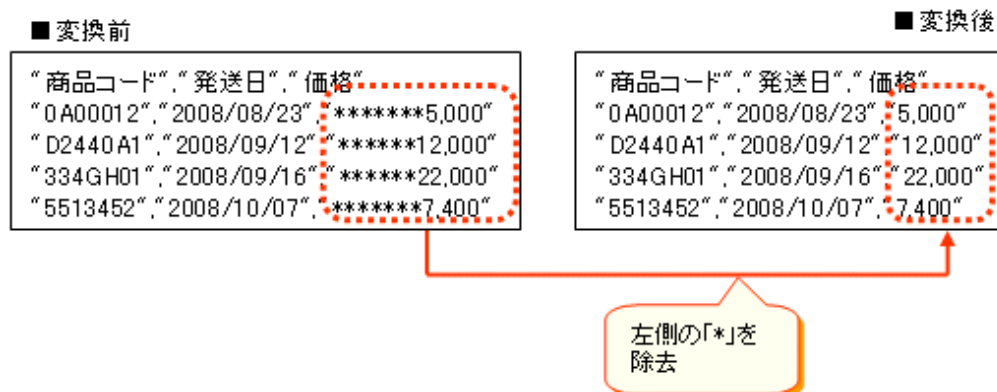 ■変換前
"商品コード","発送日","価格"
"0A00012","2008/08/23","*******5,000"
"D2440A1","2008/09/12","******12,000"
"334GH01","2008/09/16","******22,000"
"5513452","2008/10/07","*******7,400"
■変換後
"商品コード","発送日","価格"
"0A00012","2008/08/23","5,000"
"D2440A1","2008/09/12","12,000"
"334GH01","2008/09/16","22,000"
"5513452","2008/10/07","7,400"
左側の「*」を
除去